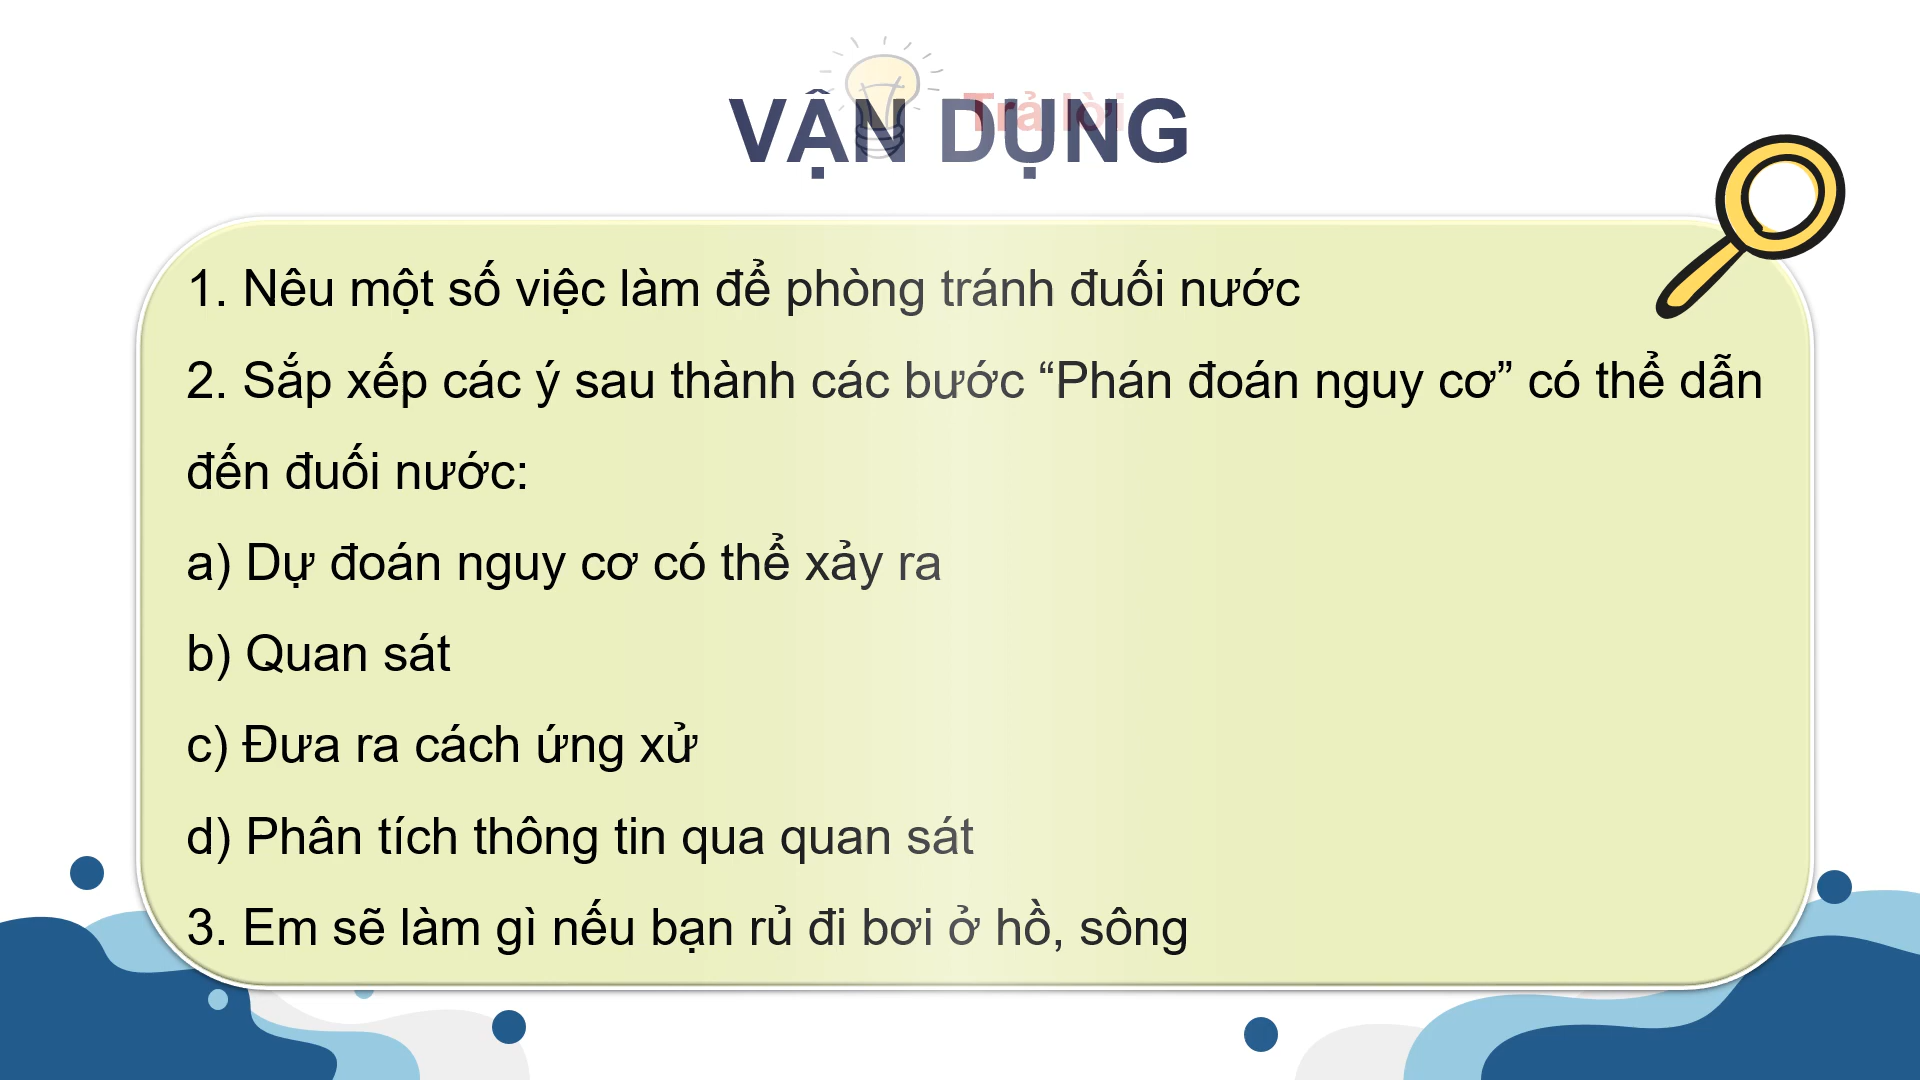 VẬN DỤNG
Trả lời
1. Nêu một số việc làm để phòng tránh đuối nước
2. Sắp xếp các ý sau thành các bước “Phán đoán nguy cơ” có thể dẫn
đến đuối nước:
a) Dự đoán nguy cơ có thể xảy ra
b) Quan sát
c) Đưa ra cách ứng xử
d) Phân tích thông tin qua quan sát
3. Em sẽ làm gì nếu bạn rủ đi bơi ở hồ, sông